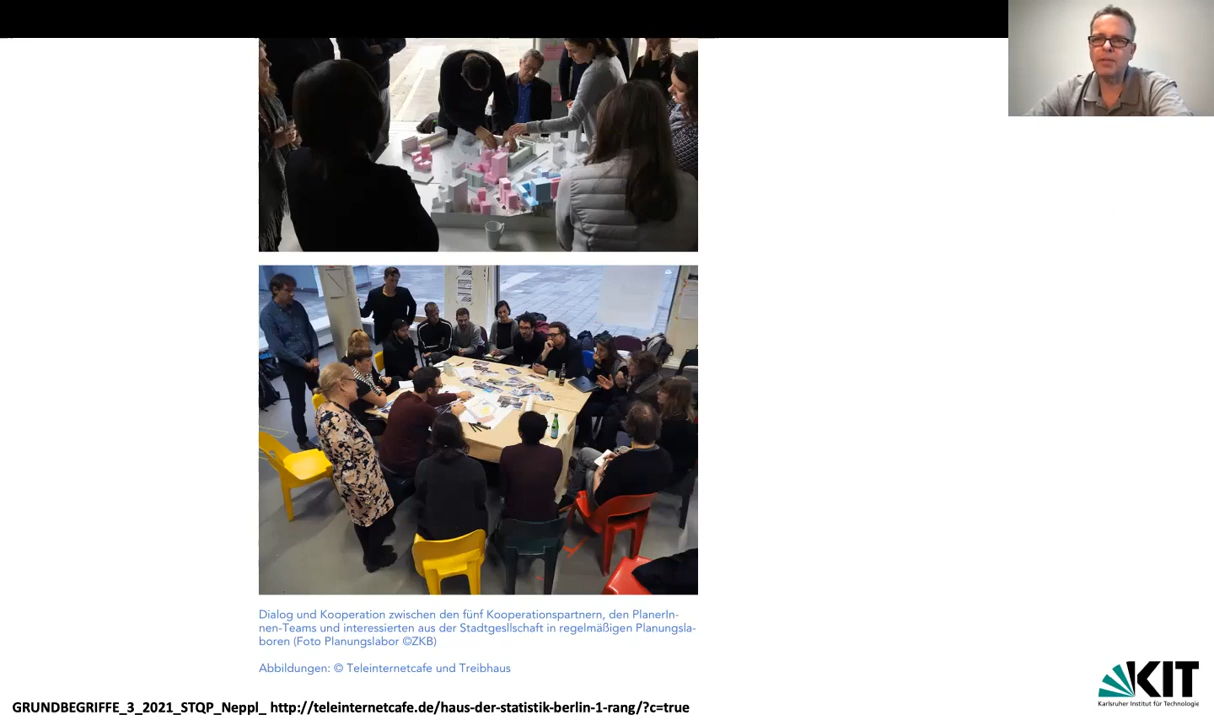 Dialog und Kooperation zwischen den fünf Kooperationspartnern, den PlanerIn-
nen-Teams und interessierten aus der Stadtgesllschaft in regelmäßigen Planungsla-
boren (Foto Planungslabor ©ZKB)
Abbildungen: © Teleinternetcafe und Treibhaus
KIT
Karlsruher Institut für Technologie
GRUNDBEGRIFFE_3_2021_STQP_Neppl_ http://teleinternetcafe.de/haus-der-statistik-berlin-1-rang/?c=true